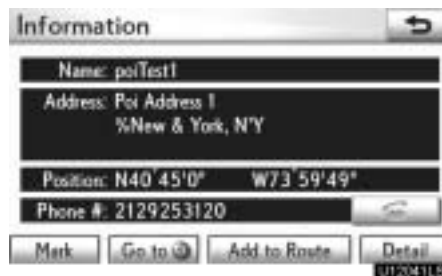 Information
Name: poiTest1
Address: Poi Address 1
%New & York, N'Y
Position: N40°45'0" W73°59'49"
Phone #: 2129253120
Mark Go to Add to Route Detail